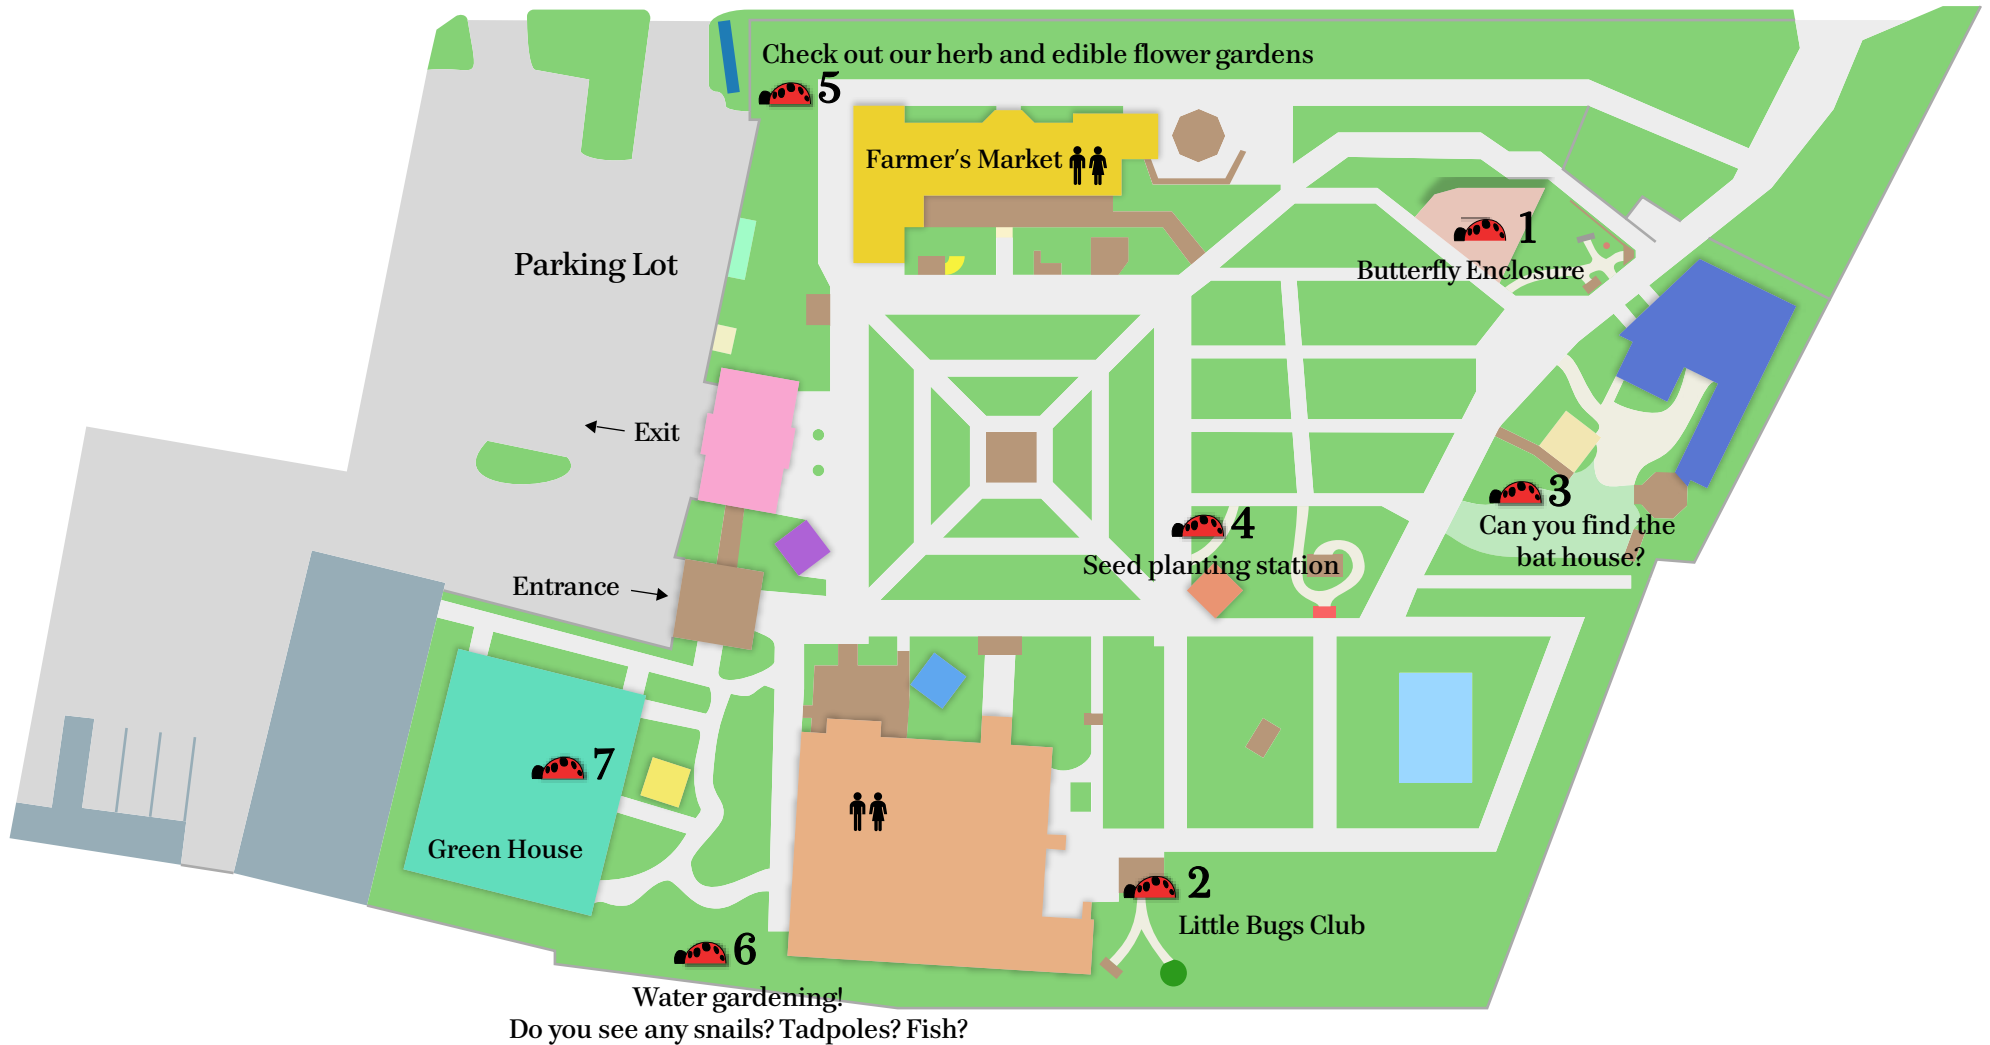 Check out our herb and edible flower gardens
5
Farmer's Market
1
Butterfly Enclosure
Parking Lot
Exit
3
Can you find the
bat house?
4
Seed planting station
Entrance
7
Green House
2
Little Bugs Club
6
Water gardening!
Do you see any snails? Tadpoles? Fish?